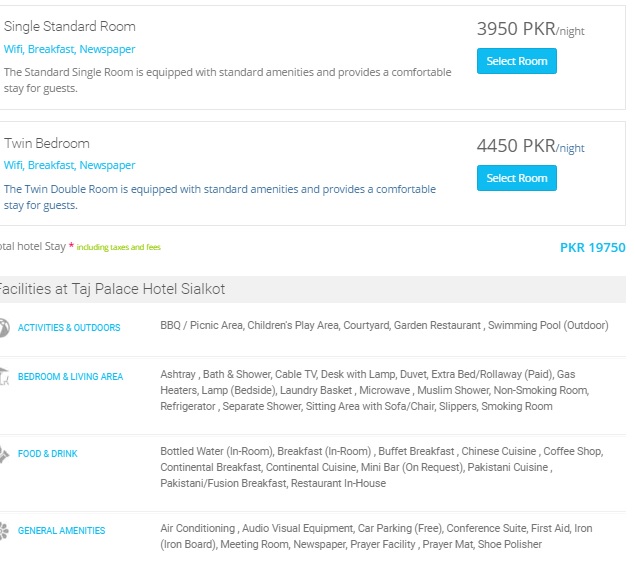 Single Standard Room
3950 PKR/night
Wifi, Breakfast, Newspaper
Select Room
The Standard Single Room is equipped with standard amenities and provides a comfortable
stay for guests.
Twin Bedroom
4450 PKR/night
Wifi, Breakfast, Newspaper
Select Room
The Twin Double Room is equipped with standard amenities and provides a comfortable
stay for guests.
otal hotel Stay * including taxes and fees
PKR 19750
Facilities at Taj Palace Hotel Sialkot
ACTIVITIES & OUTDOORS
BBQ / Picnic Area, Children's Play Area, Courtyard, Garden Restaurant , Swimming Pool (Outdoor)
BEDROOM & LIVING AREA
Ashtray , Bath & Shower, Cable TV, Desk with Lamp, Duvet, Extra Bed/Rollaway (Paid), Gas
Heaters, Lamp (Bedside), Laundry Basket , Microwave , Muslim Shower, Non-Smoking Room,
Refrigerator , Separate Shower, Sitting Area with Sofa/Chair, Slippers, Smoking Room
FOOD & DRINK
Bottled Water (In-Room), Breakfast (In-Room) , Buffet Breakfast , Chinese Cuisine , Coffee Shop,
Continental Breakfast, Continental Cuisine, Mini Bar (On Request), Pakistani Cuisine ,
Pakistani/Fusion Breakfast, Restaurant In-House
GENERAL AMENITIES
Air Conditioning , Audio Visual Equipment, Car Parking (Free), Conference Suite, First Aid, Iron
(Iron Board), Meeting Room, Newspaper, Prayer Facility , Prayer Mat, Shoe Polisher